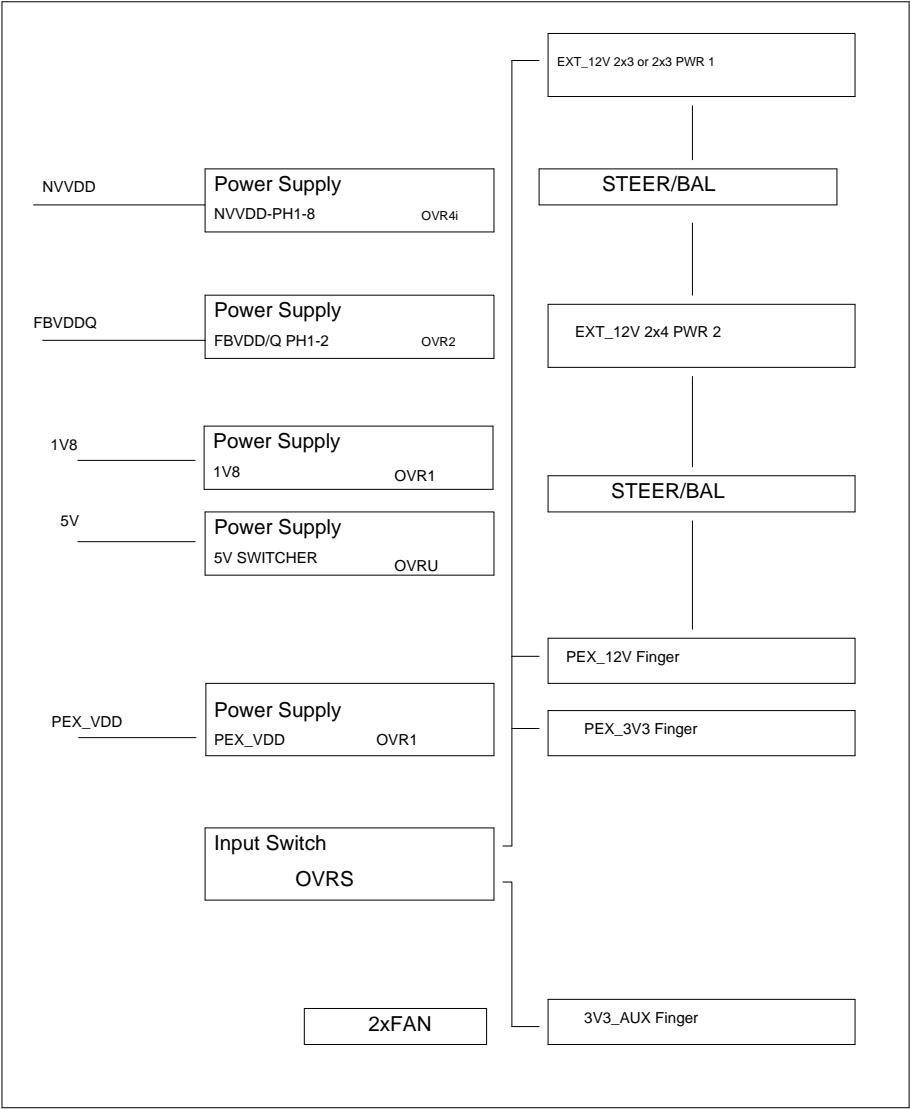 EXT_12V 2x3 or 2x3 PWR 1
NVVDD
Power Supply
NVVDD-PH1-8 OVR4i
STEER/BAL
FBVDDQ
Power Supply
FBVDD/Q PH1-2 OVR2
EXT_12V 2x4 PWR 2
1V8
Power Supply
1V8 OVR1
STEER/BAL
5V
Power Supply
5V SWITCHER OVRU
PEX_12V Finger
PEX_VDD
Power Supply
PEX_VDD OVR1
PEX_3V3 Finger
Input Switch
OVRS
2xFAN
3V3_AUX Finger